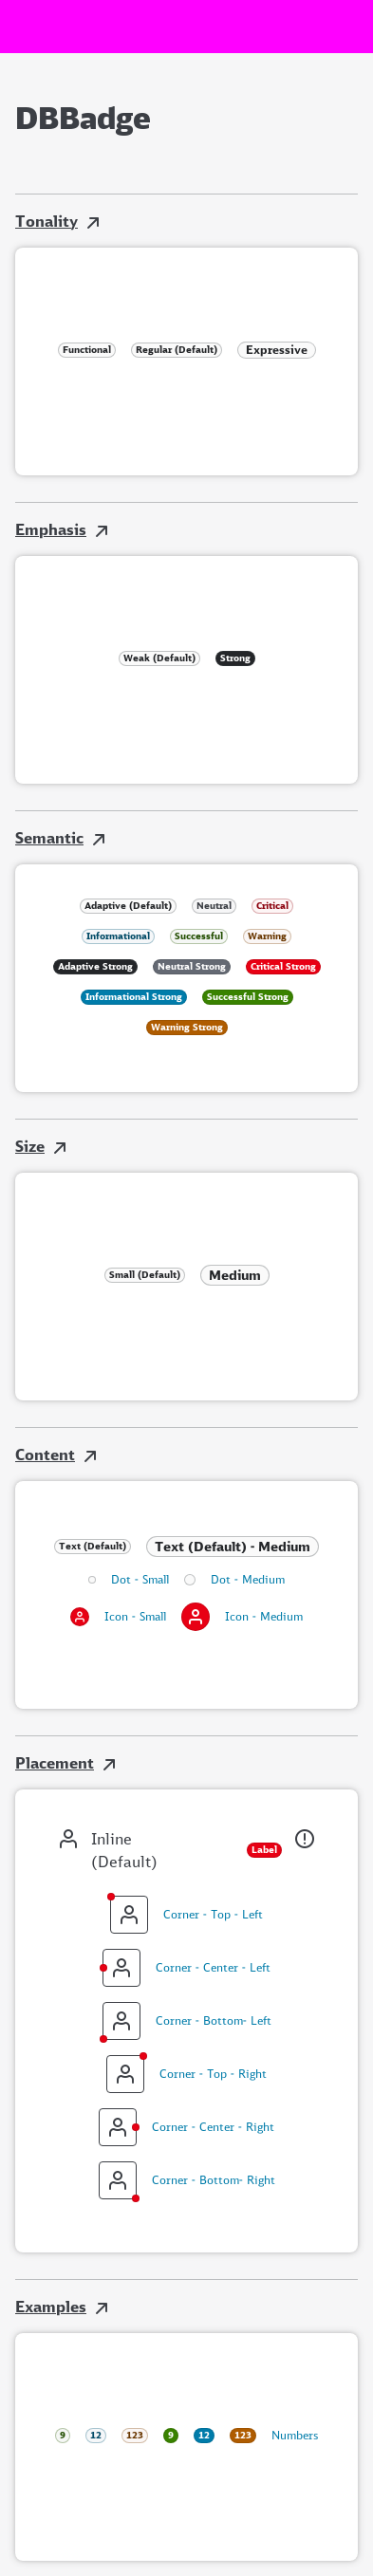 DBBadge
Tonality
Functional Regular (Default) Expressive
Emphasis
Weak (Default) Strong
Semantic
Adaptive (Default) Neutral Critical
Informational Successful Warning
Adaptive Strong Neutral Strong Critical Strong
Informational Strong Successful Strong
Warning Strong
Size
Small (Default) Medium
Content
Text (Default) Text (Default) - Medium
Dot - Small Dot - Medium
Icon - Small Icon - Medium
Placement
Inline
(Default)
Label
Corner - Top - Left
Corner - Center - Left
Corner - Bottom- Left
Corner - Top - Right
Corner - Center - Right
Corner - Bottom- Right
Examples
9 12 123 9 12 123 Numbers